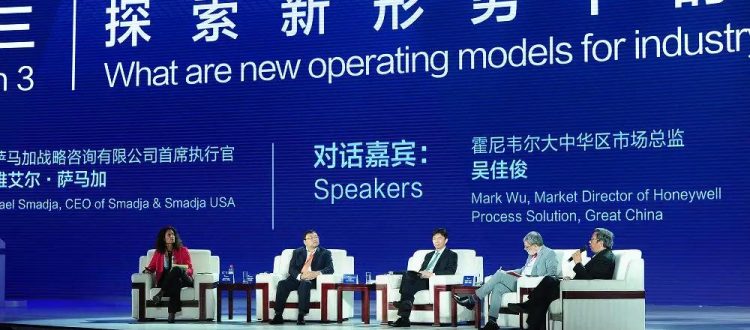 三
探索新形势下的
n 3
What are new operating models for industry
萨马加战略咨询有限公司首席执行官
维艾尔·萨马加
ael Smadja, CEO of Smadja & Smadja USA
对话嘉宾：
Speakers
霍尼韦尔大中华区市场总监
吴佳俊
Mark Wu, Market Director of Honeywell
Process Solution, Great China